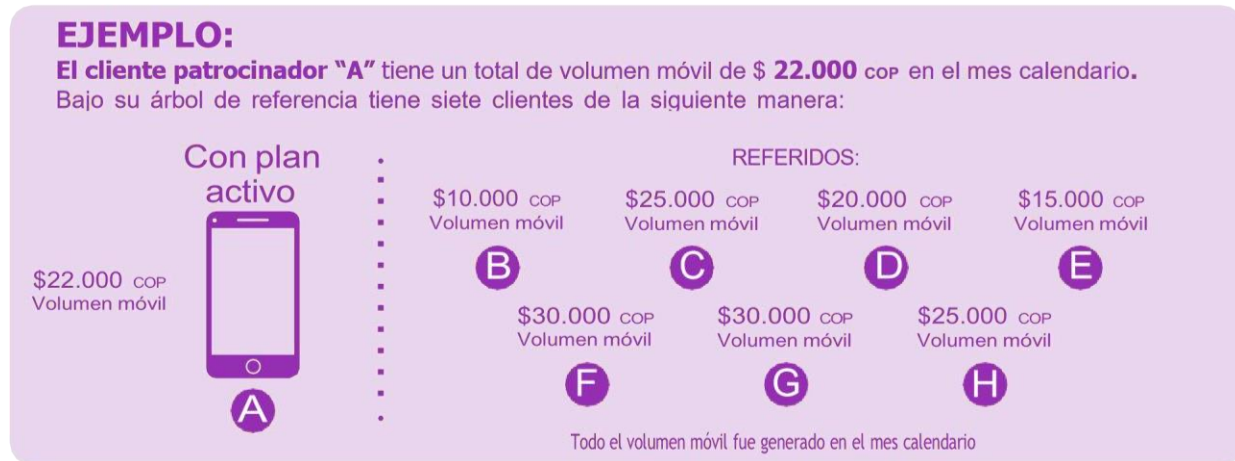 EJEMPLO:
El cliente patrocinador “A” tiene un total de volumen móvil de $ 22.000 COP en el mes calendario.
Bajo su árbol de referencia tiene siete clientes de la siguiente manera:
Con plan
activo
$22.000 COP
Volumen móvil
A
REFERIDOS:
$10.000 COP
Volumen móvil
B
$25.000 COP
Volumen móvil
C
$20.000 COP
Volumen móvil
D
$15.000 COP
Volumen móvil
E
$30.000 COP
Volumen móvil
F
$30.000 COP
Volumen móvil
G
$25.000 COP
Volumen móvil
H
Todo el volumen móvil fue generado en el mes calendario